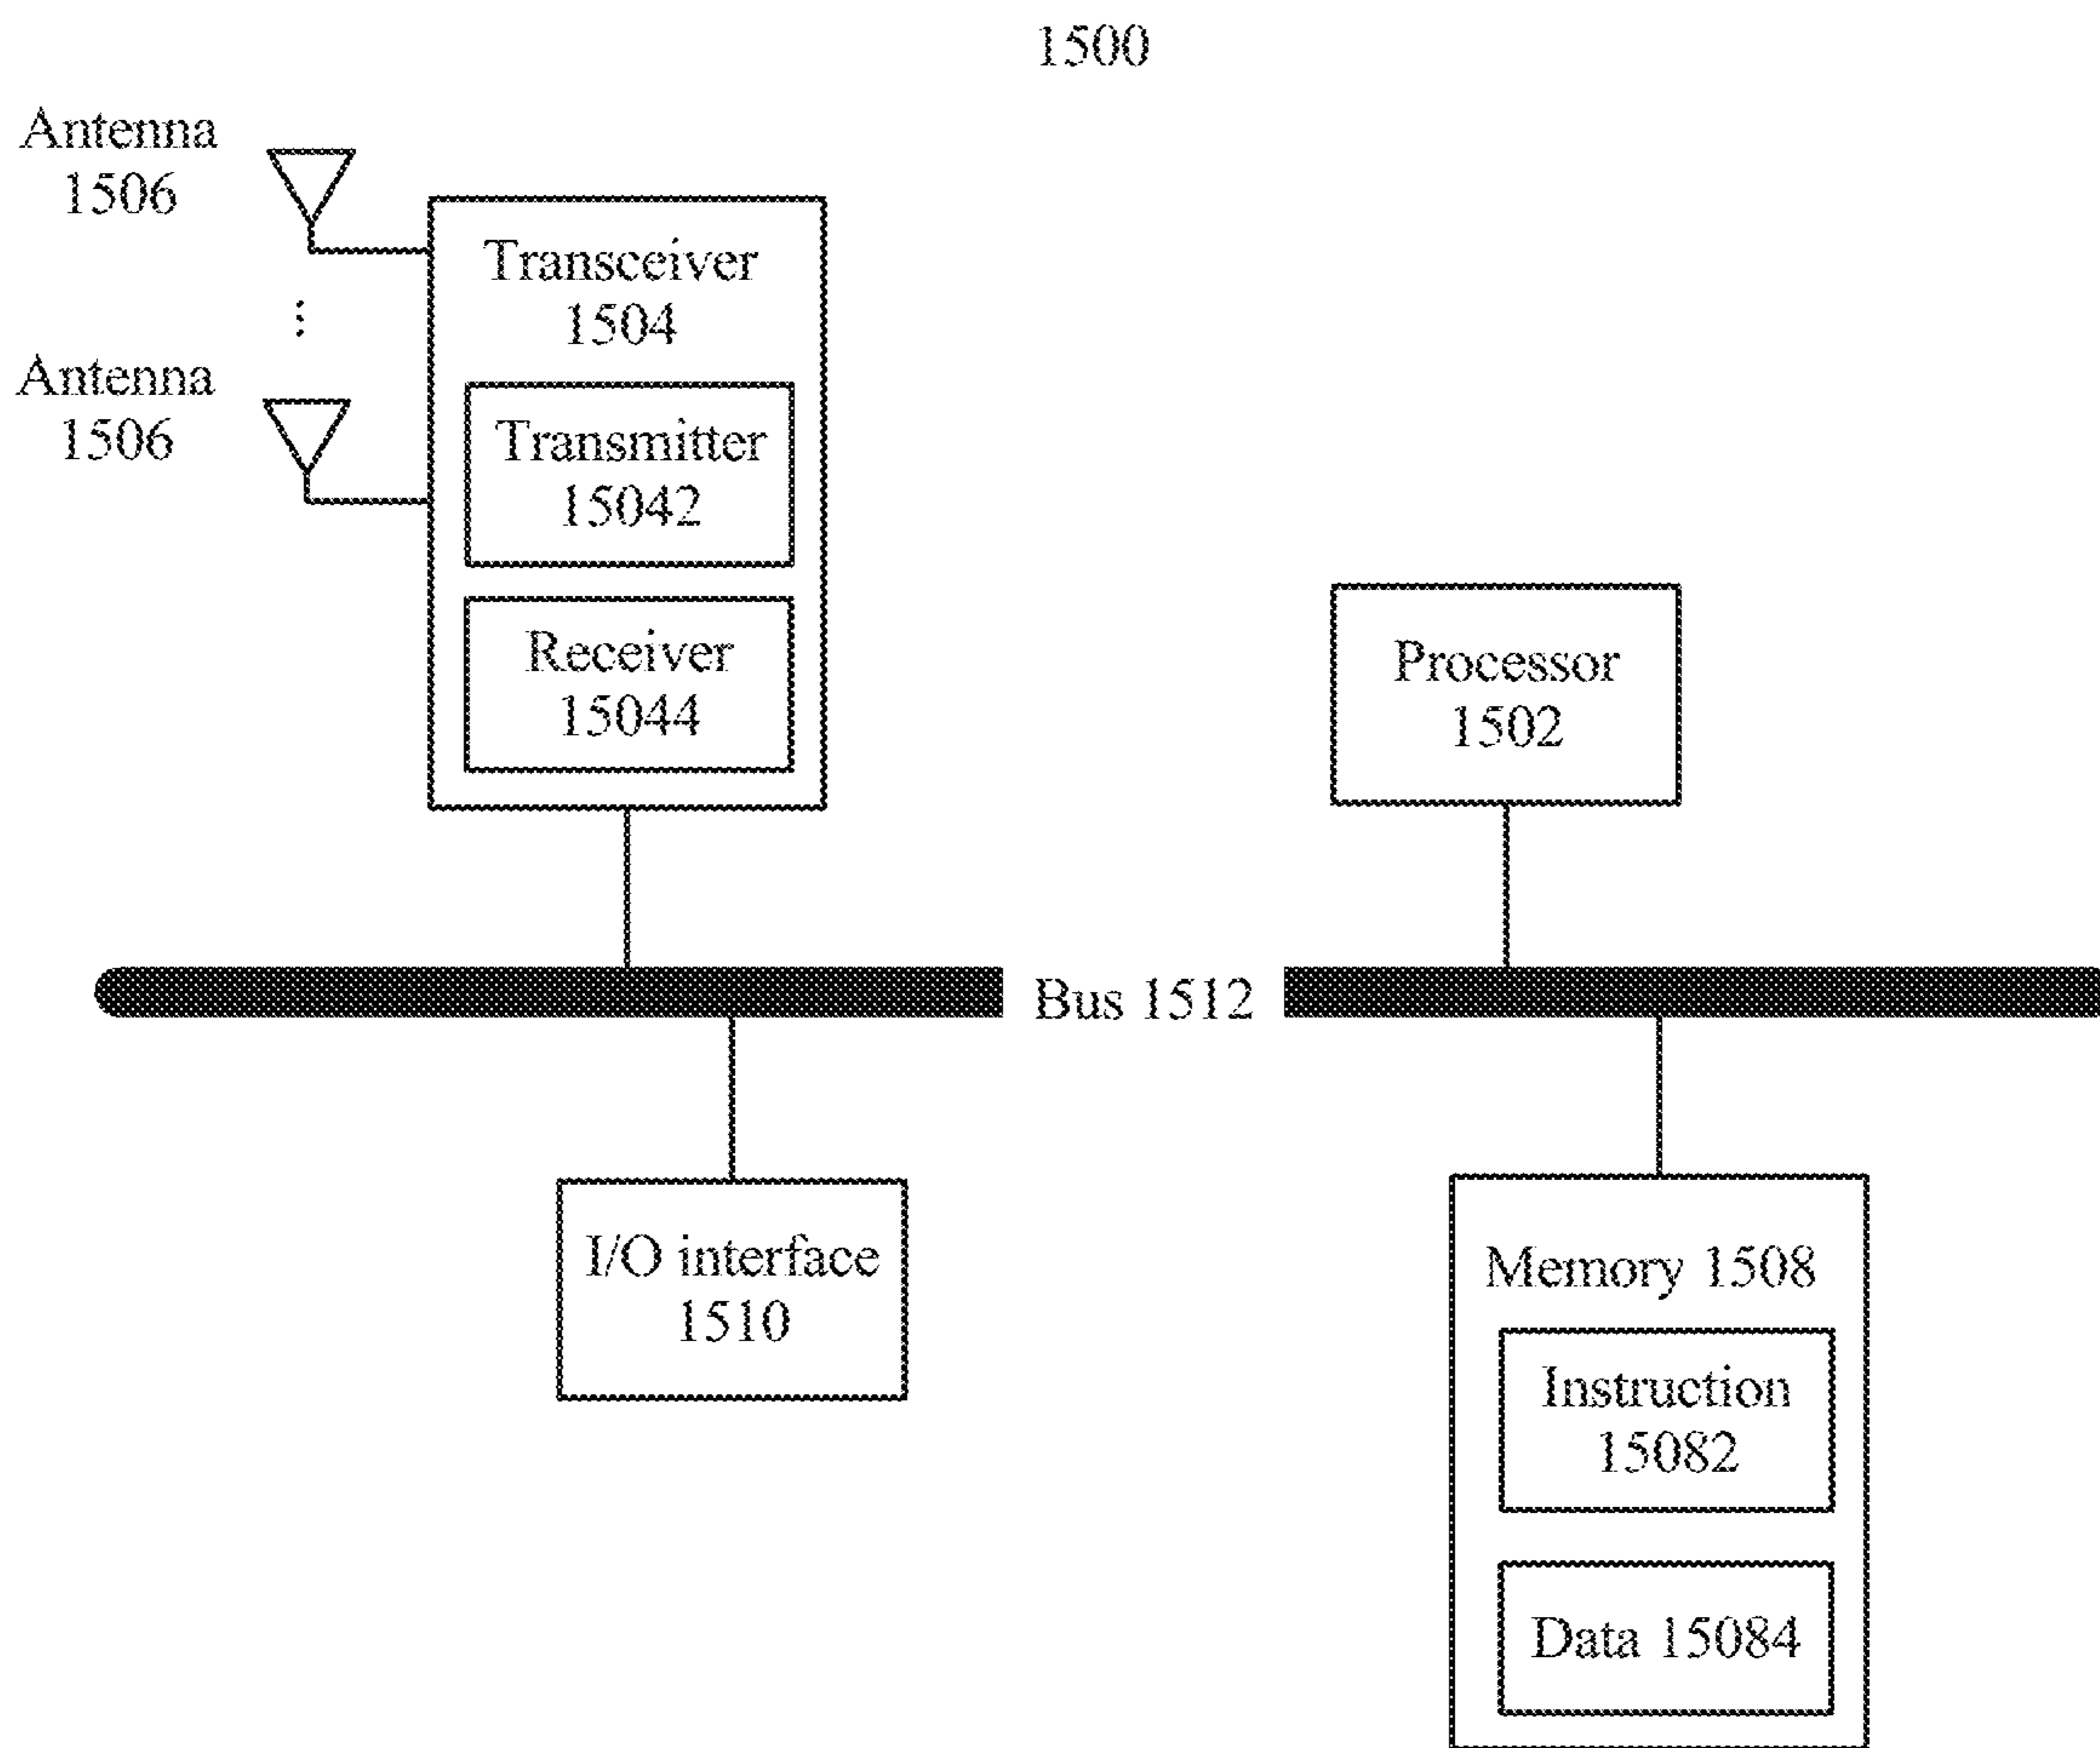 1500
Antenna
1506
Transceiver
1504
Antenna
1506
Transmitter
15042
Receiver
15044
Processor
1502
Bus 1512
I/O interface
1510
Memory 1508
Instruction
15082
Data 15084